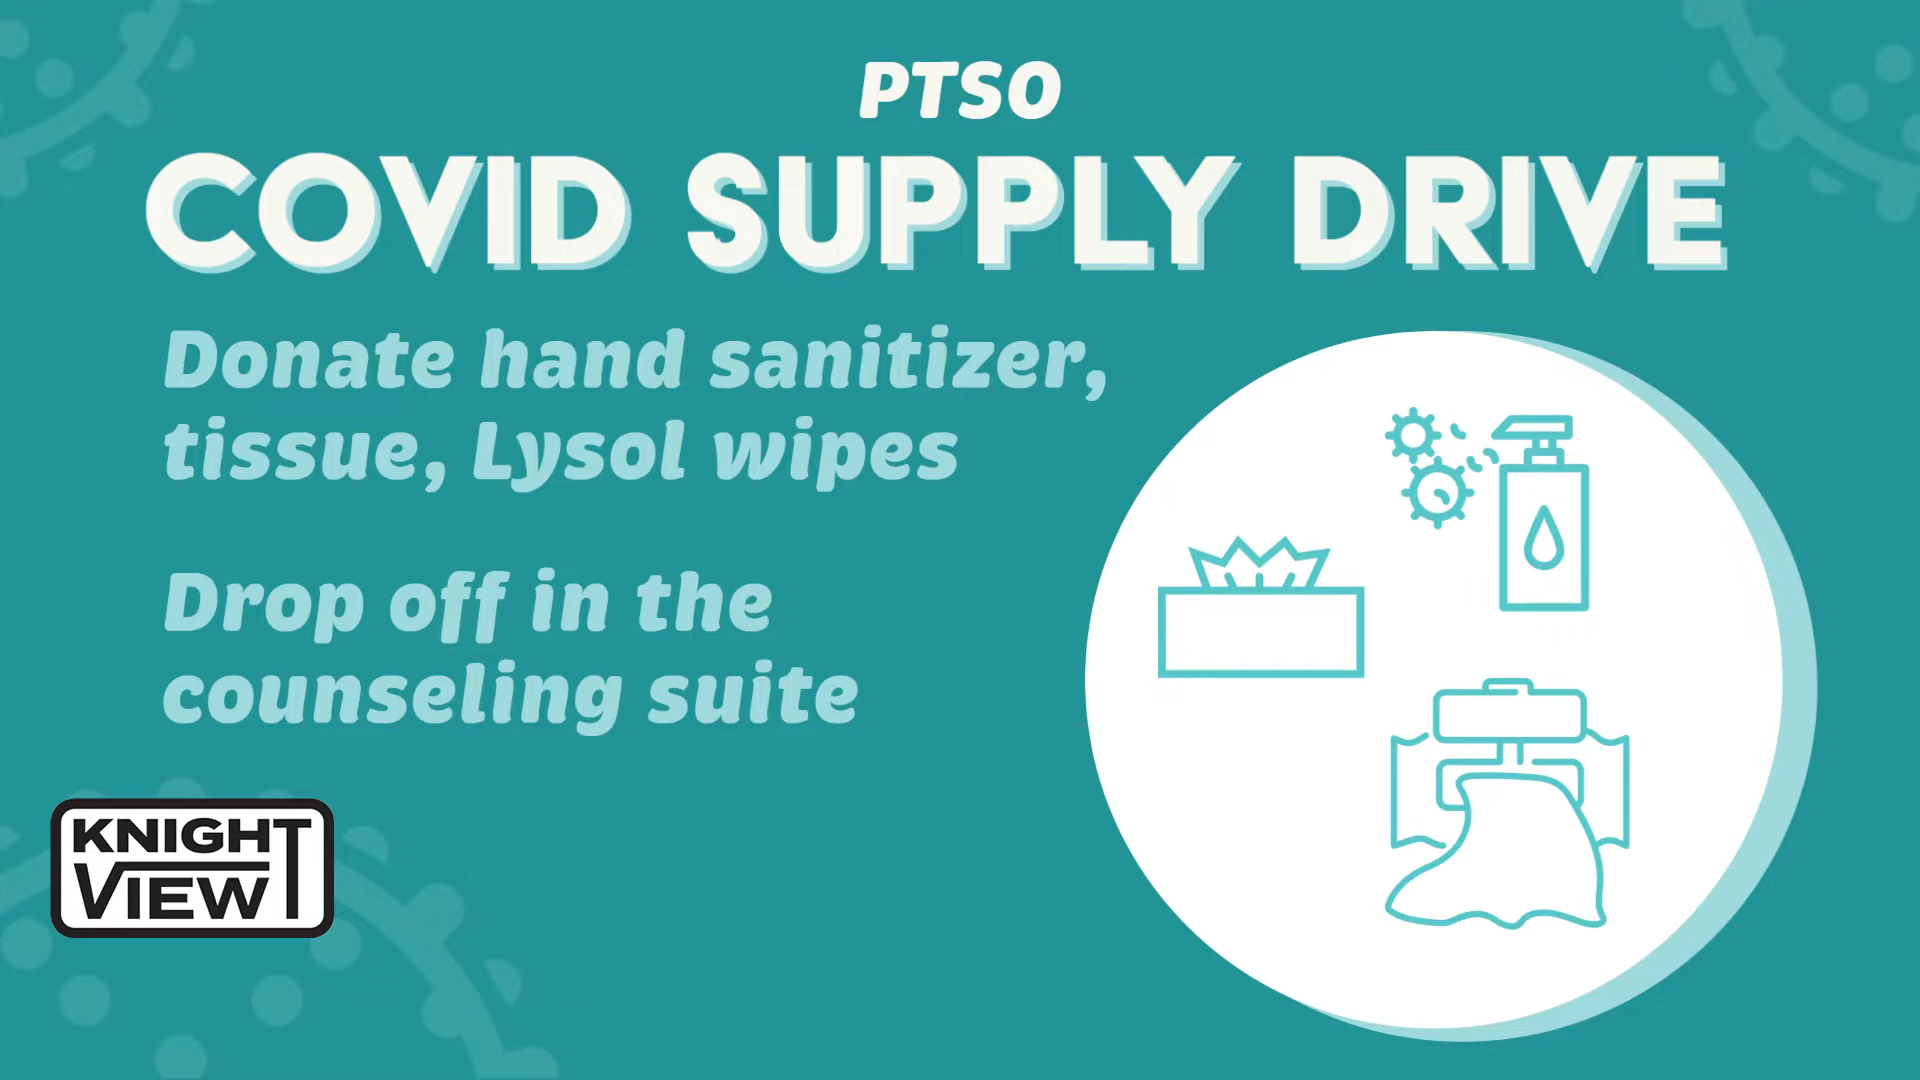 PTSO
COVID SUPPLY DRIVE
Donate hand sanitizer,
tissue, Lysol wipes
Drop off in the
counseling suite
KNIGHT
VIEW